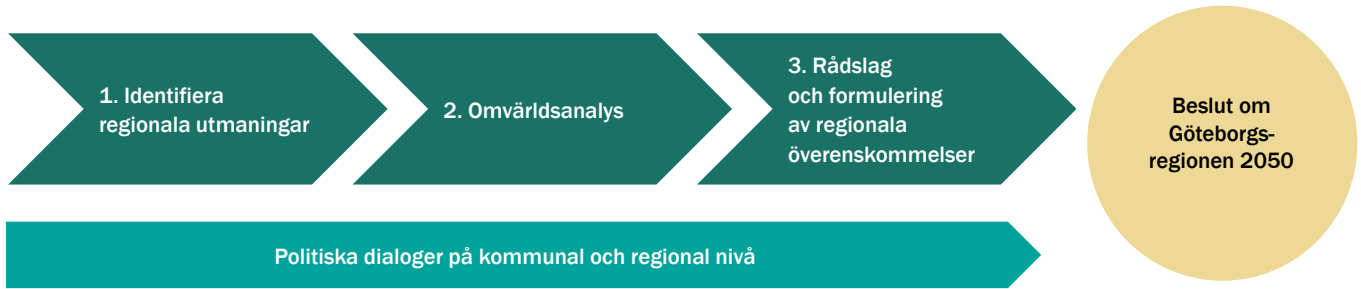 1. Identifiera
regionala utmaningar
2. Omvärldsanalys
3. Rådslag
och formulering
av regionala
överenskommelser
Beslut om
Göteborgs-
regionen 2050
Politiska dialoger på kommunal och regional nivå